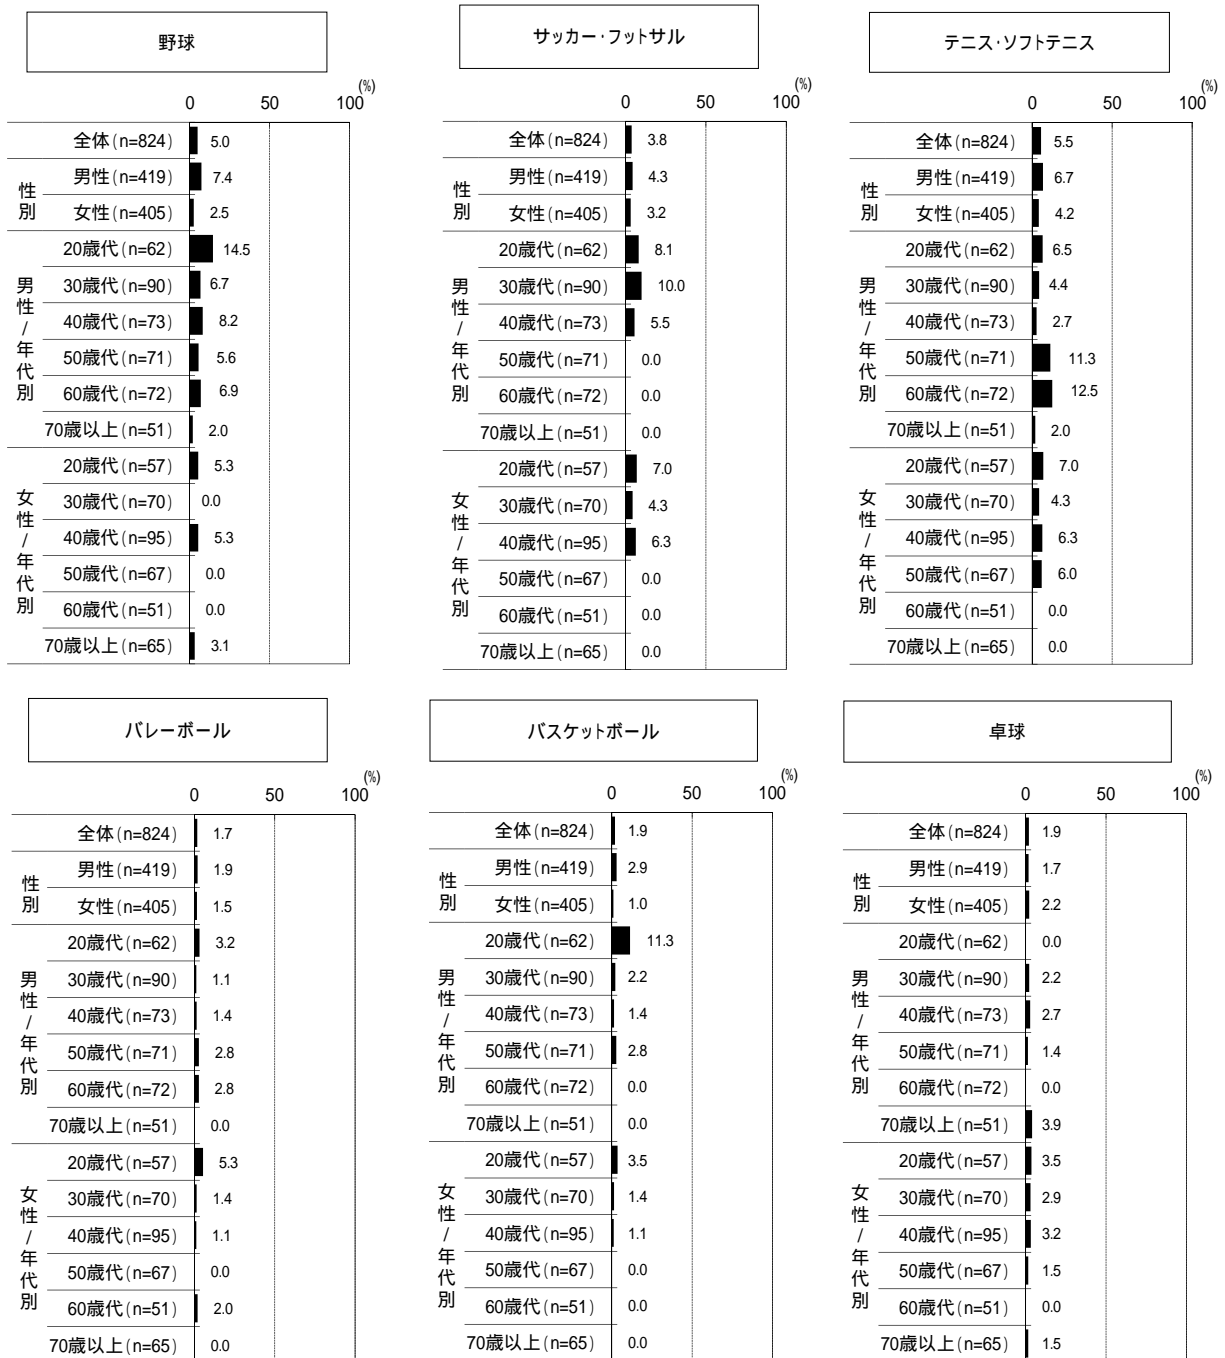 野球
(%)
0 50 100
全体(n=824) 5.0
性別
男性(n=419) 7.4
女性(n=405) 2.5
男性/年代別
20歳代(n=62) 14.5
30歳代(n=90) 6.7
40歳代(n=73) 8.2
50歳代(n=71) 5.6
60歳代(n=72) 6.9
70歳以上(n=51) 2.0
女性/年代別
20歳代(n=57) 5.3
30歳代(n=70) 0.0
40歳代(n=95) 5.3
50歳代(n=67) 0.0
60歳代(n=51) 0.0
70歳以上(n=65) 3.1
サッカー・フットサル
(%)
0 50 100
全体(n=824) 3.8
性別
男性(n=419) 4.3
女性(n=405) 3.2
男性/年代別
20歳代(n=62) 8.1
30歳代(n=90) 10.0
40歳代(n=73) 5.5
50歳代(n=71) 0.0
60歳代(n=72) 0.0
70歳以上(n=51) 0.0
女性/年代別
20歳代(n=57) 7.0
30歳代(n=70) 4.3
40歳代(n=95) 6.3
50歳代(n=67) 0.0
60歳代(n=51) 0.0
70歳以上(n=65) 0.0
テニス・ソフトテニス
(%)
0 50 100
全体(n=824) 5.5
性別
男性(n=419) 6.7
女性(n=405) 4.2
男性/年代別
20歳代(n=62) 6.5
30歳代(n=90) 4.4
40歳代(n=73) 2.7
50歳代(n=71) 11.3
60歳代(n=72) 12.5
70歳以上(n=51) 2.0
女性/年代別
20歳代(n=57) 7.0
30歳代(n=70) 4.3
40歳代(n=95) 6.3
50歳代(n=67) 6.0
60歳代(n=51) 0.0
70歳以上(n=65) 0.0
バレーボール
(%)
0 50 100
全体(n=824) 1.7
性別
男性(n=419) 1.9
女性(n=405) 1.5
男性/年代別
20歳代(n=62) 3.2
30歳代(n=90) 1.1
40歳代(n=73) 1.4
50歳代(n=71) 2.8
60歳代(n=72) 2.8
70歳以上(n=51) 0.0
女性/年代別
20歳代(n=57) 5.3
30歳代(n=70) 1.4
40歳代(n=95) 1.1
50歳代(n=67) 0.0
60歳代(n=51) 2.0
70歳以上(n=65) 0.0
バスケットボール
(%)
0 50 100
全体(n=824) 1.9
性別
男性(n=419) 2.9
女性(n=405) 1.0
男性/年代別
20歳代(n=62) 11.3
30歳代(n=90) 2.2
40歳代(n=73) 1.4
50歳代(n=71) 2.8
60歳代(n=72) 0.0
70歳以上(n=51) 0.0
女性/年代別
20歳代(n=57) 3.5
30歳代(n=70) 1.4
40歳代(n=95) 1.1
50歳代(n=67) 0.0
60歳代(n=51) 0.0
70歳以上(n=65) 0.0
卓球
(%)
0 50 100
全体(n=824) 1.9
性別
男性(n=419) 1.7
女性(n=405) 2.2
男性/年代別
20歳代(n=62) 0.0
30歳代(n=90) 2.2
40歳代(n=73) 2.7
50歳代(n=71) 1.4
60歳代(n=72) 0.0
70歳以上(n=51) 3.9
女性/年代別
20歳代(n=57) 3.5
30歳代(n=70) 2.9
40歳代(n=95) 3.2
50歳代(n=67) 1.5
60歳代(n=51) 0.0
70歳以上(n=65) 1.5